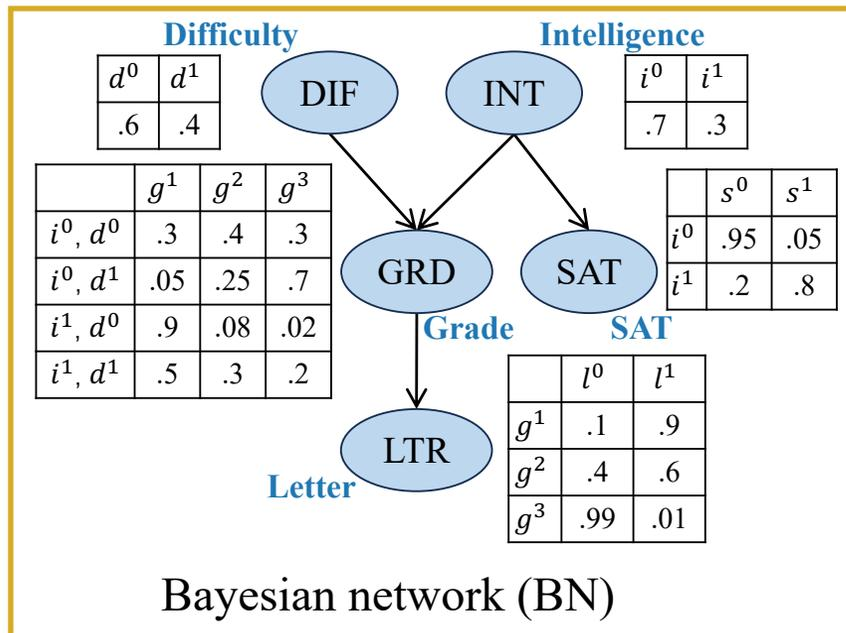 Difficulty
Intelligence
d⁰ d¹
.6 .4
DIF
INT
i⁰ i¹
.7 .3
g¹ g² g³
i⁰, d⁰ .3 .4 .3
i⁰, d¹ .05 .25 .7
i¹, d⁰ .9 .08 .02
i¹, d¹ .5 .3 .2
s⁰ s¹
i⁰ .95 .05
i¹ .2 .8
GRD
SAT
Grade
SAT
l⁰ l¹
g¹ .1 .9
g² .4 .6
g³ .99 .01
LTR
Letter
Bayesian network (BN)